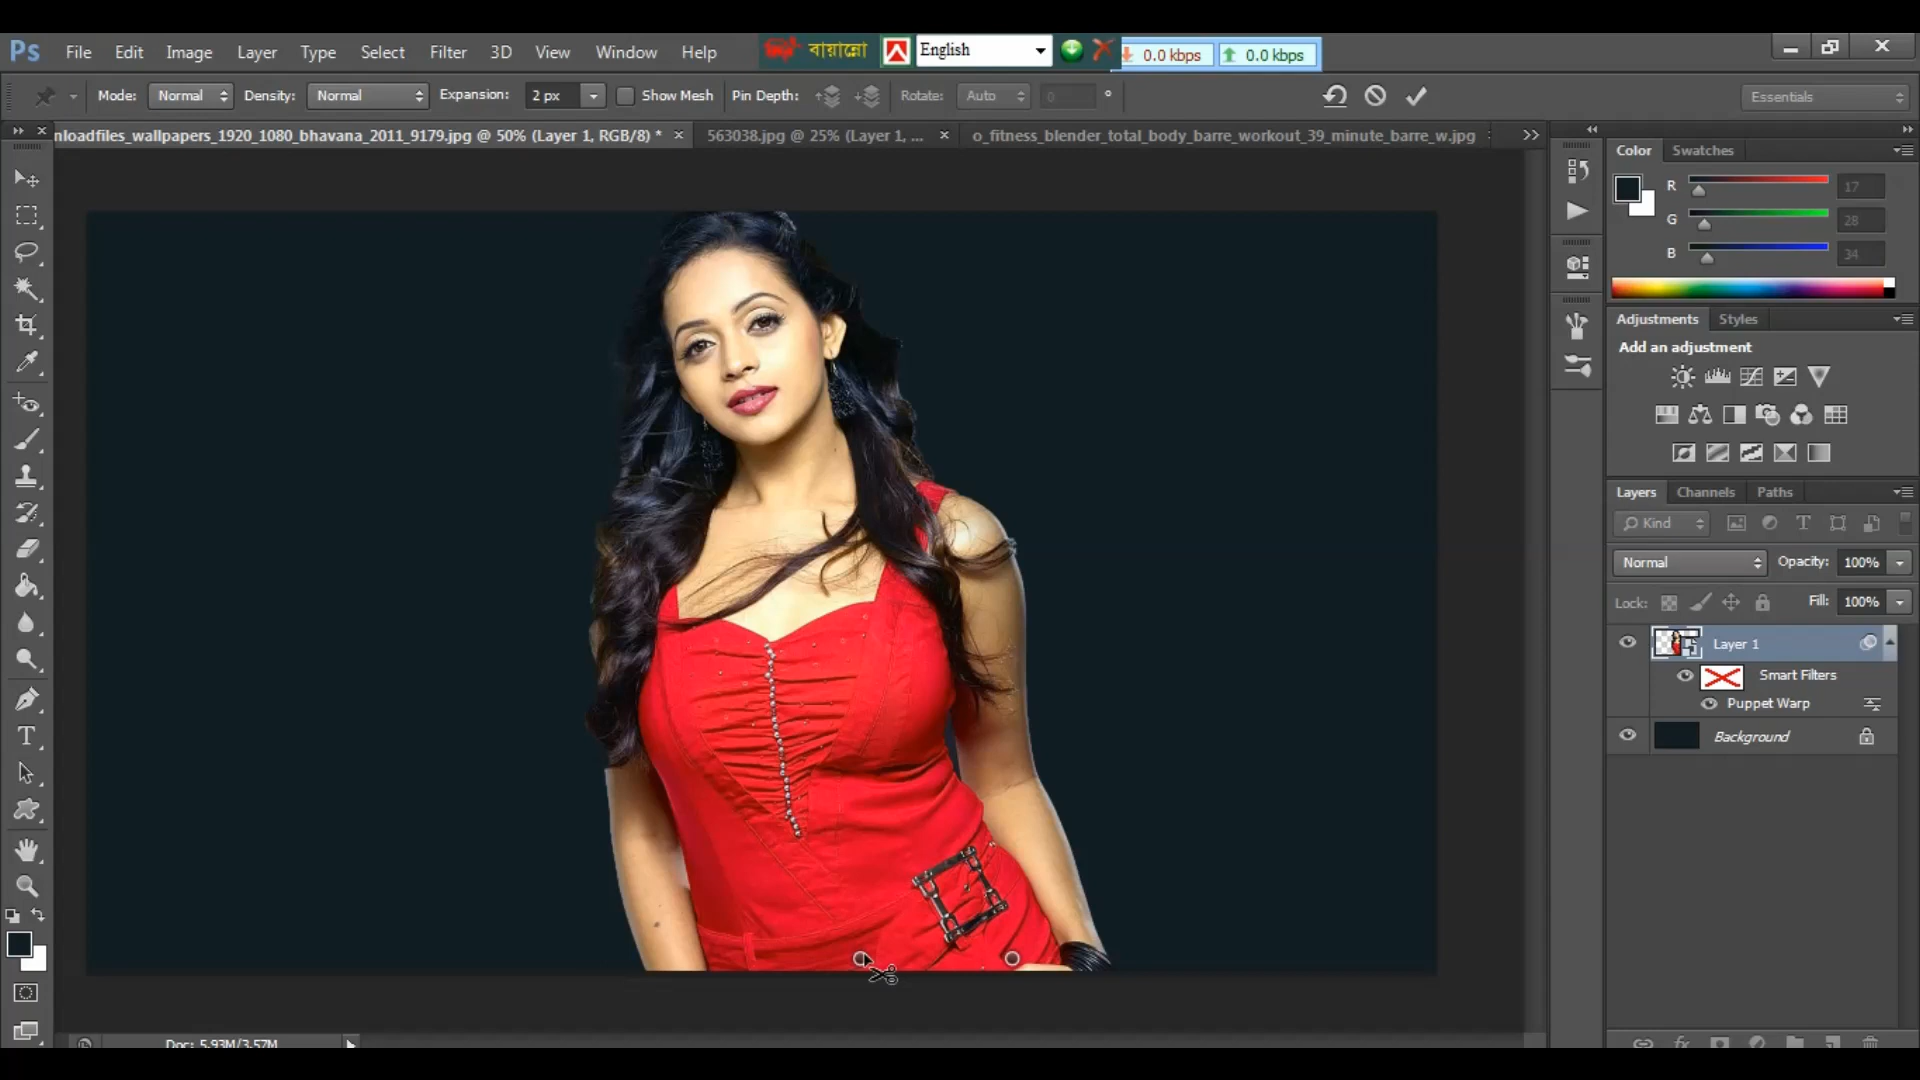 Ps File Edit Image Layer Type Select Filter 3D View Window Help বায়ান্নো English 0.0 kbps 0.0 kbps
Mode: Normal Density: Normal Expansion: 2 px Show Mesh Pin Depth: Rotate: Auto 0 ° Essentials
nloadfiles_wallpapers_1920_1080_bhavana_2011_9179.jpg @ 50% (Layer 1, RGB/8) * 563038.jpg @ 25% (Layer 1, ... o_fitness_blender_total_body_barre_workout_39_minute_barre_w.jpg
Color Swatches
R 17
G 28
B 34
Adjustments Styles
Add an adjustment
Layers Channels Paths
Kind
Normal Opacity: 100%
Lock: Fill: 100%
Layer 1
Smart Filters
Puppet Warp
Background
Doc: 5.93M/3.57M